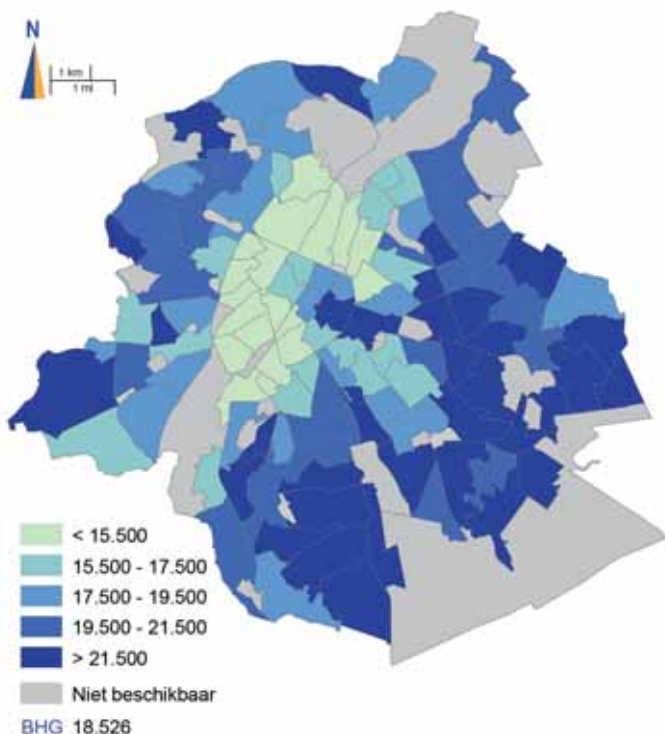 N
1 km
1 mi
< 15.500
15.500 - 17.500
17.500 - 19.500
19.500 - 21.500
> 21.500
Niet beschikbaar
BHG 18.526